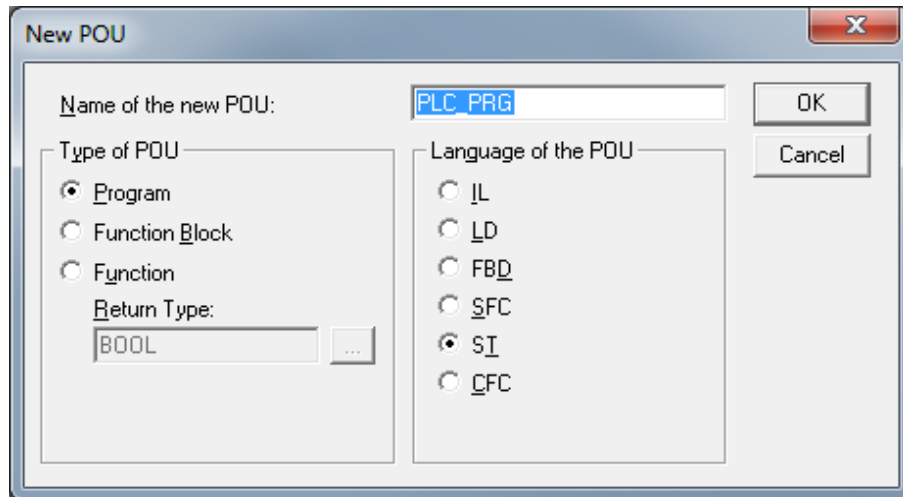 New POU
Name of the new POU:
PLC_PRG
OK
Cancel
Type of POU
Program
Function Block
Function
Return Type:
BOOL
...
Language of the POU
IL
LD
FBD
SFC
ST
CFC